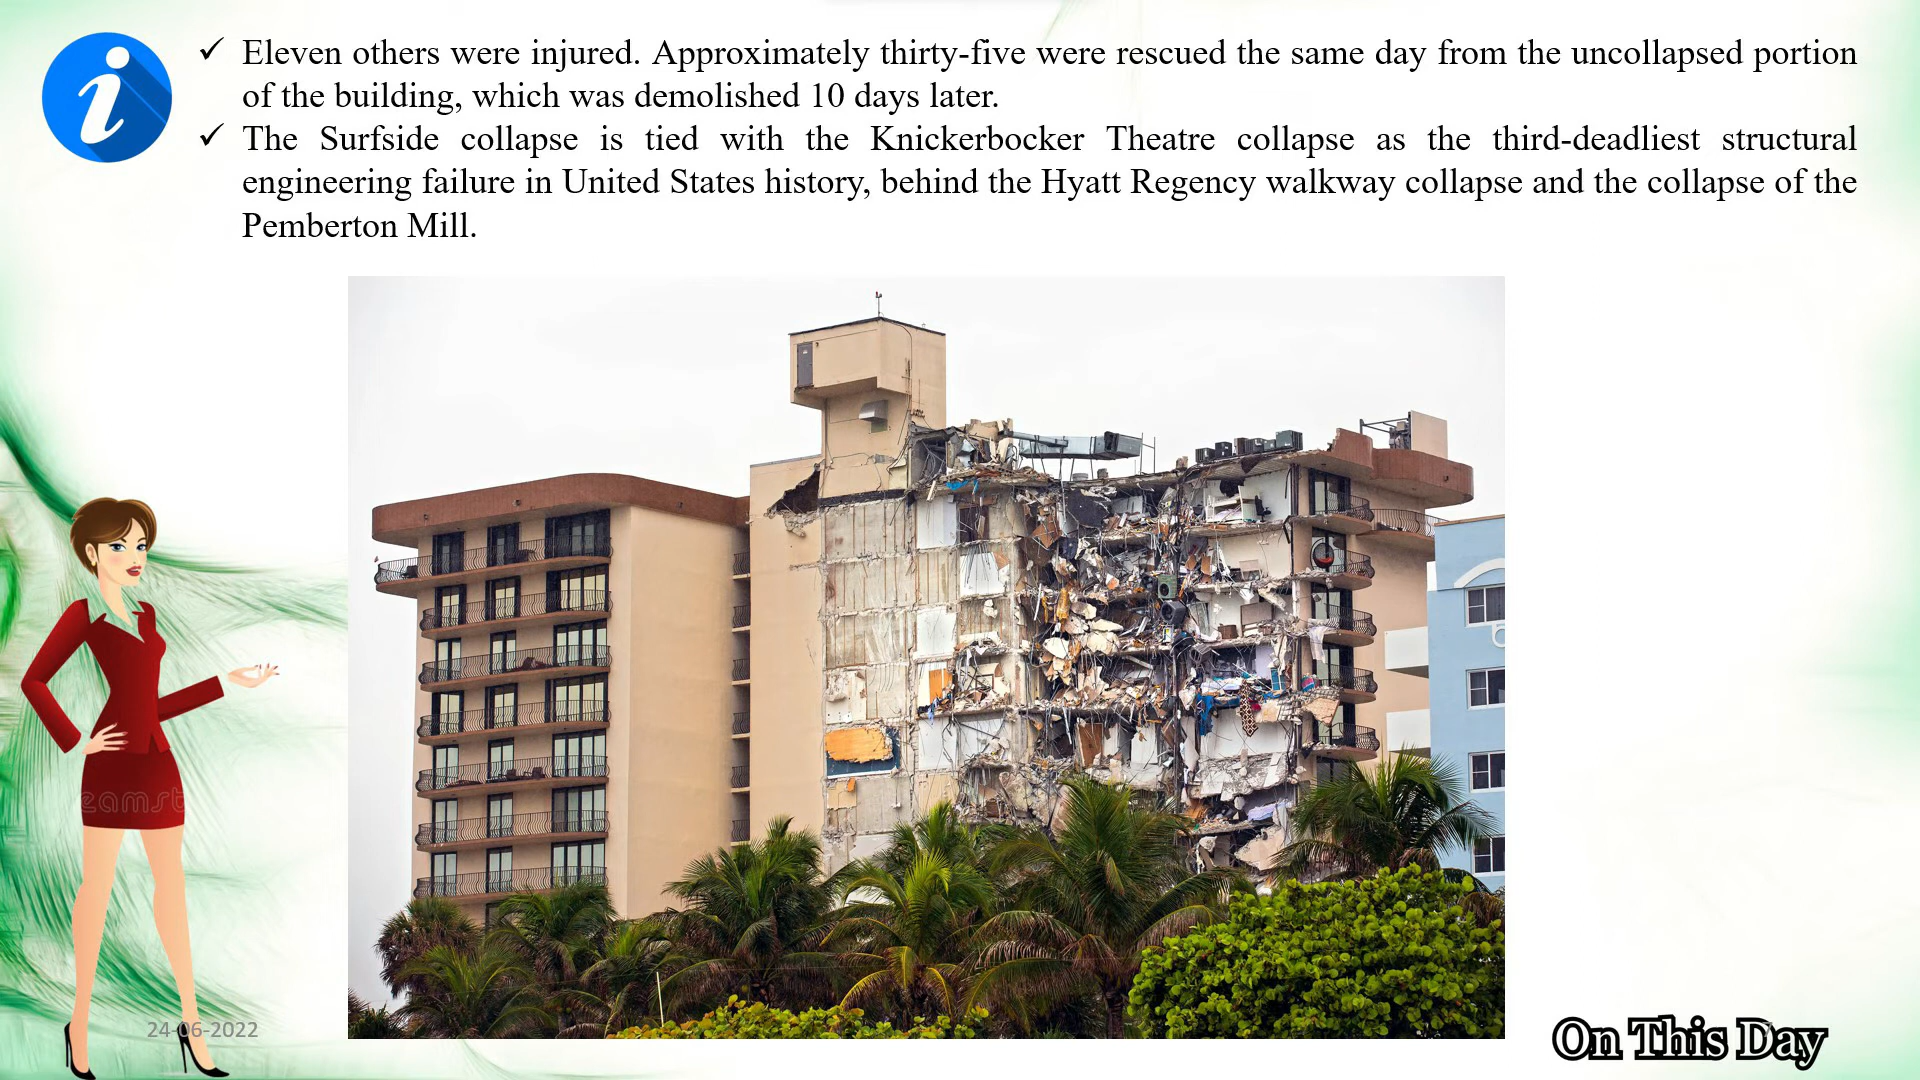 ✓ Eleven others were injured. Approximately thirty-five were rescued the same day from the uncollapsed portion
of the building, which was demolished 10 days later.
✓ The Surfside collapse is tied with the Knickerbocker Theatre collapse as the third-deadliest structural
engineering failure in United States history, behind the Hyatt Regency walkway collapse and the collapse of the
Pemberton Mill.
eamst
24-06-2022
On This Day